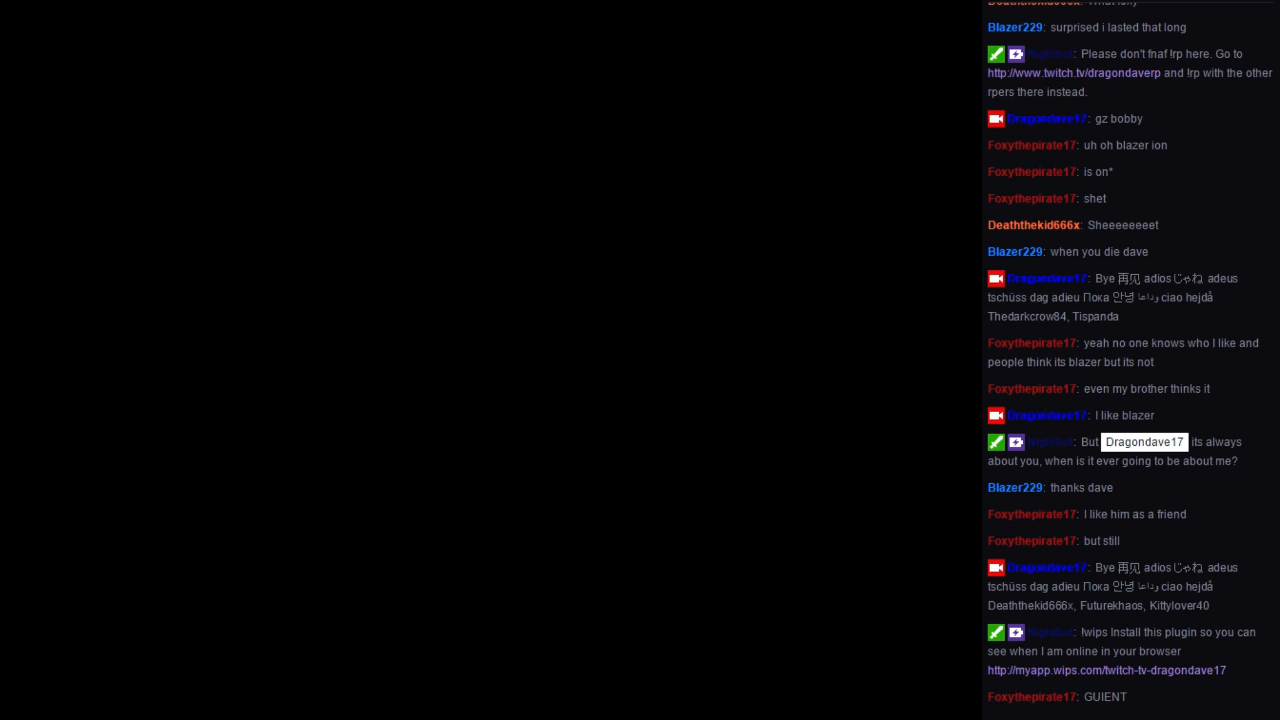 Blazer229: surprised i lasted that long
Nightbot: Please don't fnaf !rp here. Go to
http://www.twitch.tv/dragondaverp and !rp with the other
rpers there instead.
Dragondave17: gz bobby
Foxythepirate17: uh oh blazer ion
Foxythepirate17: is on*
Foxythepirate17: shet
Deaththekid666x: Sheeeeeeeet
Blazer229: when you die dave
Dragondave17: Bye 再见 adios じゃね adeus
tschüss dag adieu Пока 안녕 وداعا ciao hejdå
Thedarkcrow84, Tispanda
Foxythepirate17: yeah no one knows who I like and
people think its blazer but its not
Foxythepirate17: even my brother thinks it
Dragondave17: I like blazer
Nightbot: But Dragondave17 its always
about you, when is it ever going to be about me?
Blazer229: thanks dave
Foxythepirate17: I like him as a friend
Foxythepirate17: but still
Dragondave17: Bye 再见 adios じゃね adeus
tschüss dag adieu Пока 안녕 وداعا ciao hejdå
Deaththekid666x, Futurekhaos, Kittylover40
Nightbot: !wips Install this plugin so you can
see when I am online in your browser
http://myapp.wips.com/twitch-tv-dragondave17
Foxythepirate17: GUIENT